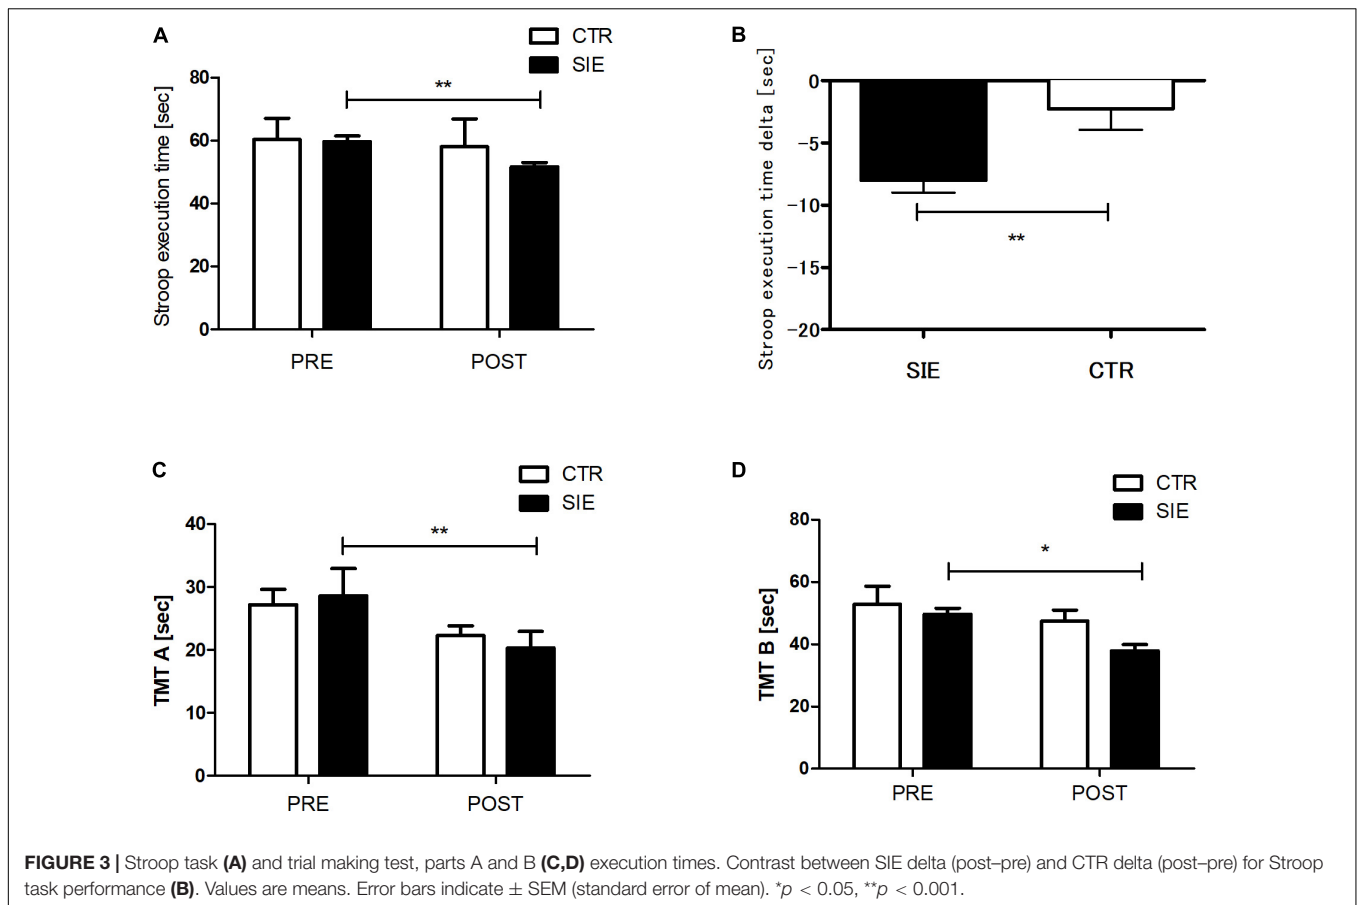 A
CTR
SIE
Stroop execution time [sec]
80
60
40
20
0
**
PRE
POST
B
Stroop execution time delta [sec]
0
−5
−10
−15
−20
**
SIE
CTR
C
CTR
SIE
TMT A [sec]
40
30
20
10
0
**
PRE
POST
D
CTR
SIE
TMT B [sec]
80
60
40
20
0
*
PRE
POST
FIGURE 3 | Stroop task (A) and trial making test, parts A and B (C,D) execution times. Contrast between SIE delta (post–pre) and CTR delta (post–pre) for Stroop
task performance (B). Values are means. Error bars indicate ± SEM (standard error of mean). *p < 0.05, **p < 0.001.